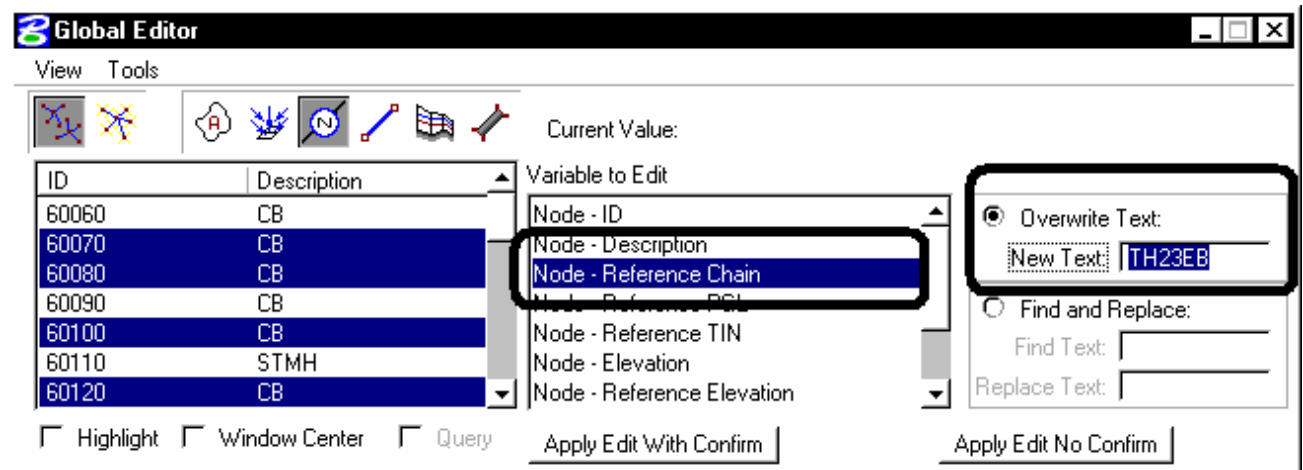 Global Editor
View Tools
A N Current Value:
ID Description
Variable to Edit
60060 CB
60070 CB
60080 CB
60090 CB
60100 CB
60110 STMH
60120 CB
Node - ID
Node - Description
Node - Reference Chain
Node - Reference
Node - Reference TIN
Node - Elevation
Node - Reference Elevation
Overwrite Text:
New Text: TH23EB
Find and Replace:
Find Text:
Replace Text:
Highlight Window Center Query
Apply Edit With Confirm Apply Edit No Confirm